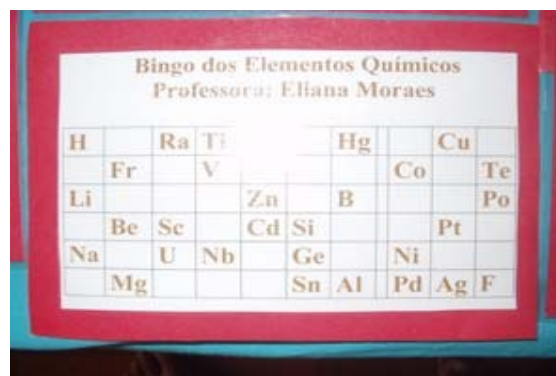 Bingo dos Elementos Químicos
Professora: Eliana Moraes
H Ra Ti Hg Cu
Fr V Co Te
Li Zn B Po
Be Sc Cd Si Pt
Na U Nb Ge Ni
Mg Sn Al Pd Ag F